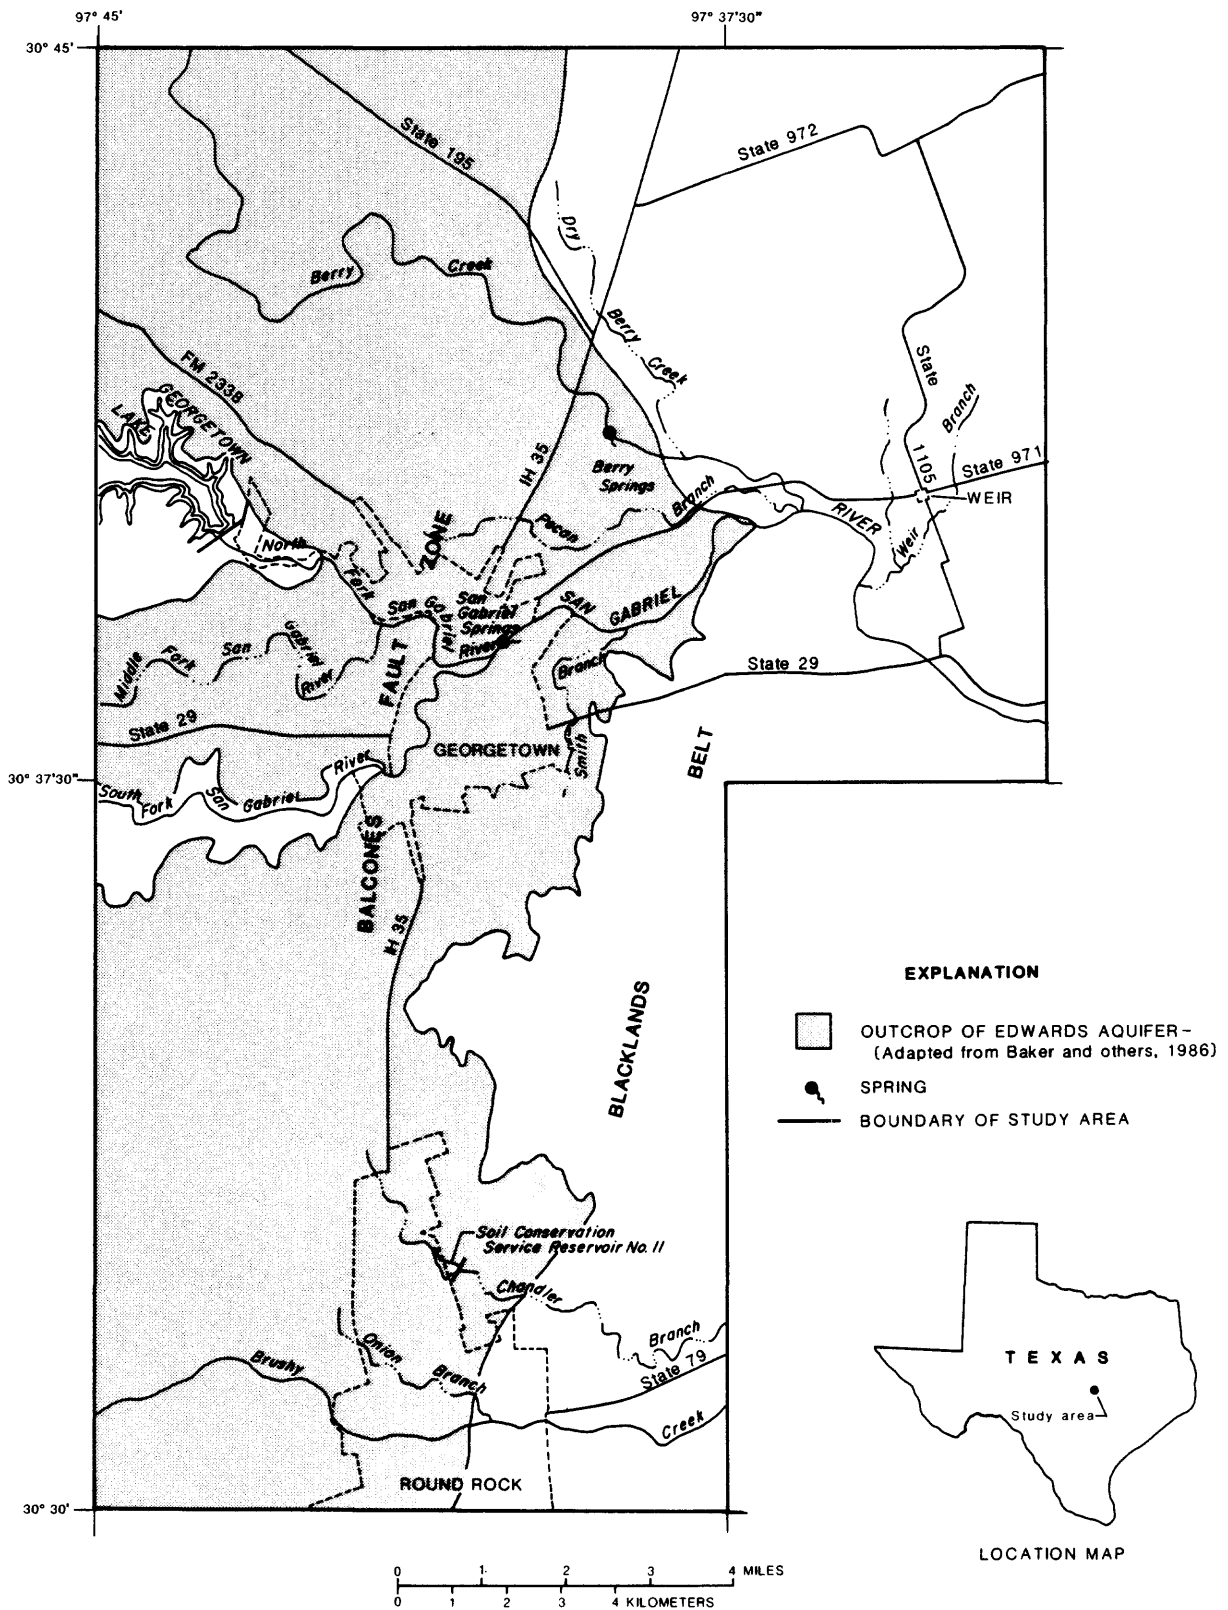 97° 45'
97° 37'30"
30° 45'
State 195
State 972
Dry
Berry
Creek
Berry
Creek
FM 2338
LAKE
GEORGETOWN
State
1105
Branch
State 971
IH 35
Berry
Springs
Branch
Pecan
WEIR
RIVER
Weir
ZONE
North
Fork
San Gabriel
River
San
Gabriel
Springs
SAN
GABRIEL
Middle
Fork
San
Gabriel
River
FAULT
Branch
State 29
State 29
GEORGETOWN
Smith
BELT
30° 37'30"
South
Fork
San
Gabriel
River
BALCONES
IH 35
BLACKLANDS
EXPLANATION
OUTCROP OF EDWARDS AQUIFER-
(Adapted from Baker and others, 1986)
SPRING
BOUNDARY OF STUDY AREA
Soil Conservation
Service Reservoir No. 11
Chandler
Branch
Onion
Branch
Brushy
State 79
Creek
ROUND ROCK
30° 30'
TEXAS
Study area
LOCATION MAP
0 1 2 3 4 MILES
0 1 2 3 4 KILOMETERS